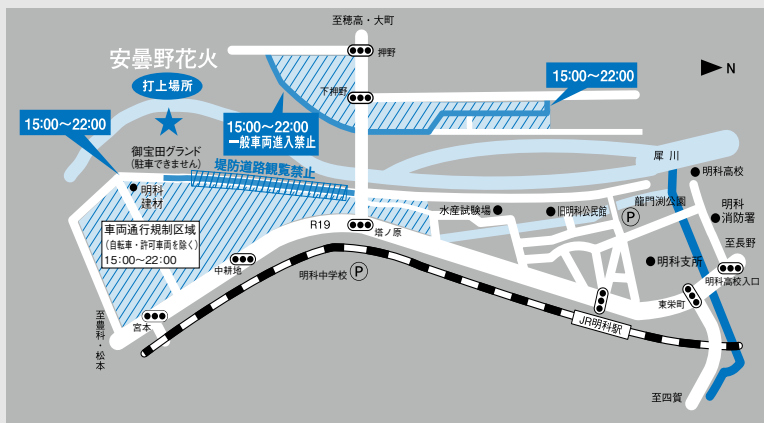 至穂高・大町
押野
安曇野花火
打上場所
下押野
15:00〜22:00
N
15:00〜22:00
15:00〜22:00
一般車両進入禁止
御宝田グランド
(駐車できません)
堤防道路観覧禁止
犀川
明科高校
明科
建材
水産試験場
旧明科公民館
P
龍門渕公園
明科
消防署
車両通行規制区域
(自転車・許可車両を除く)
15:00〜22:00
R19
塔ノ原
至長野
中耕地
明科中学校
P
明科支所
明科高校入口
東栄町
宮本
JR明科駅
至豊科・松本
至四賀